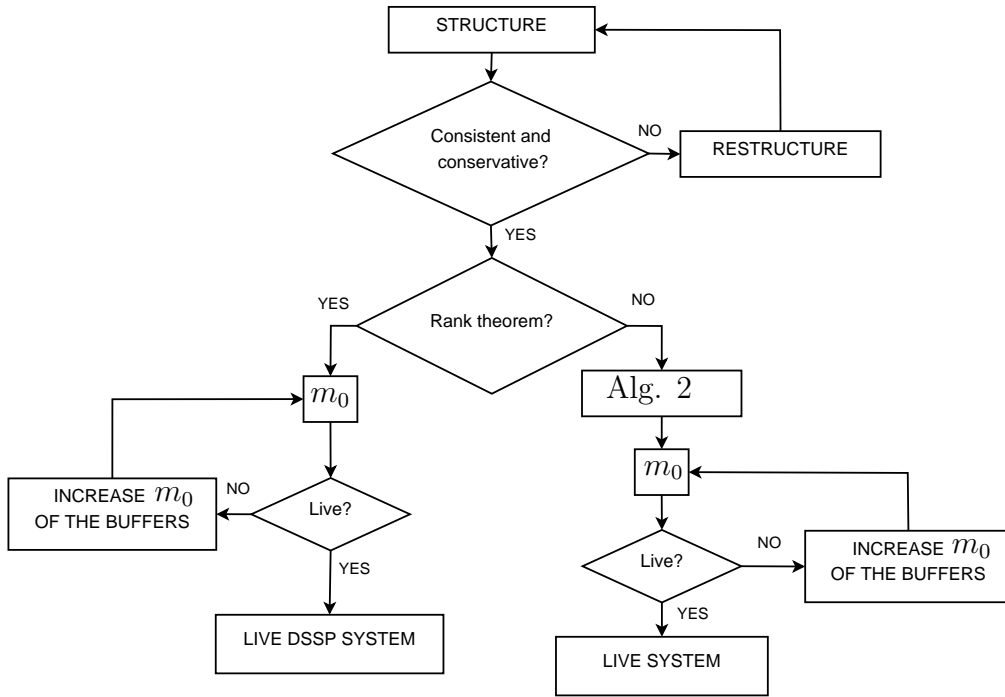 STRUCTURE
Consistent and
conservative?
NO
RESTRUCTURE
YES
Rank theorem?
YES
NO
m₀
Alg. 2
INCREASE m₀
OF THE BUFFERS
NO
Live?
YES
LIVE DSSP SYSTEM
m₀
Live?
NO
INCREASE m₀
OF THE BUFFERS
YES
LIVE SYSTEM